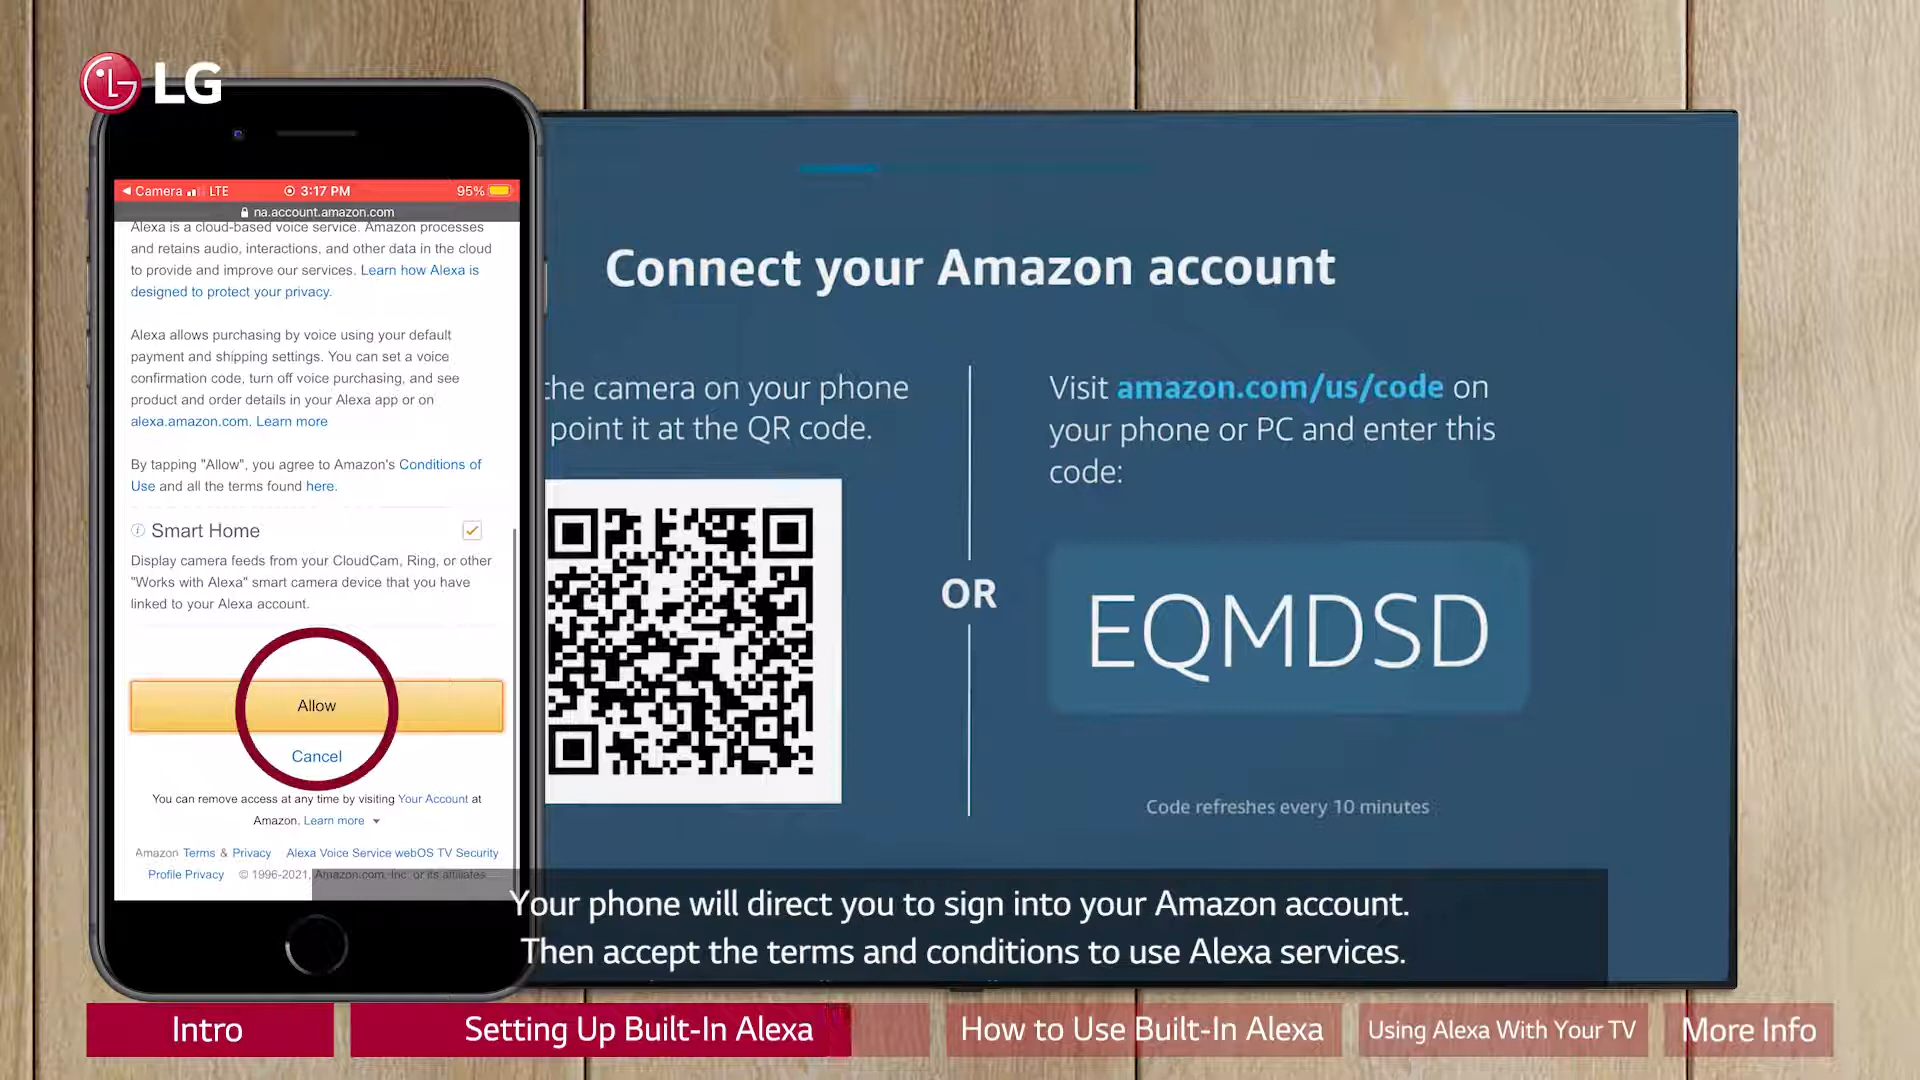 LG
Camera LTE 3:17 PM 95%
na.account.amazon.com
Alexa is a cloud-based voice service. Amazon processes
and retains audio, interactions, and other data in the cloud
to provide and improve our services. Learn how Alexa is
designed to protect your privacy.
Alexa allows purchasing by voice using your default
payment and shipping settings. You can set a voice
confirmation code, turn off voice purchasing, and see
product and order details in your Alexa app or on
alexa.amazon.com. Learn more
By tapping "Allow", you agree to Amazon's Conditions of
Use and all the terms found here.
Smart Home
Display camera feeds from your CloudCam, Ring, or other
"Works with Alexa" smart camera device that you have
linked to your Alexa account.
Allow
Cancel
You can remove access at any time by visiting Your Account at
Amazon. Learn more
Amazon Terms & Privacy Alexa Voice Service webOS TV Security
Profile Privacy © 1996-2021, Amazon.com, Inc. or its affiliates
Connect your Amazon account
the camera on your phone
point it at the QR code.
OR
Visit amazon.com/us/code on
your phone or PC and enter this
code:
EQMDSD
Code refreshes every 10 minutes
Your phone will direct you to sign into your Amazon account.
Then accept the terms and conditions to use Alexa services.
Intro
Setting Up Built-In Alexa
How to Use Built-In Alexa
Using Alexa With Your TV
More Info